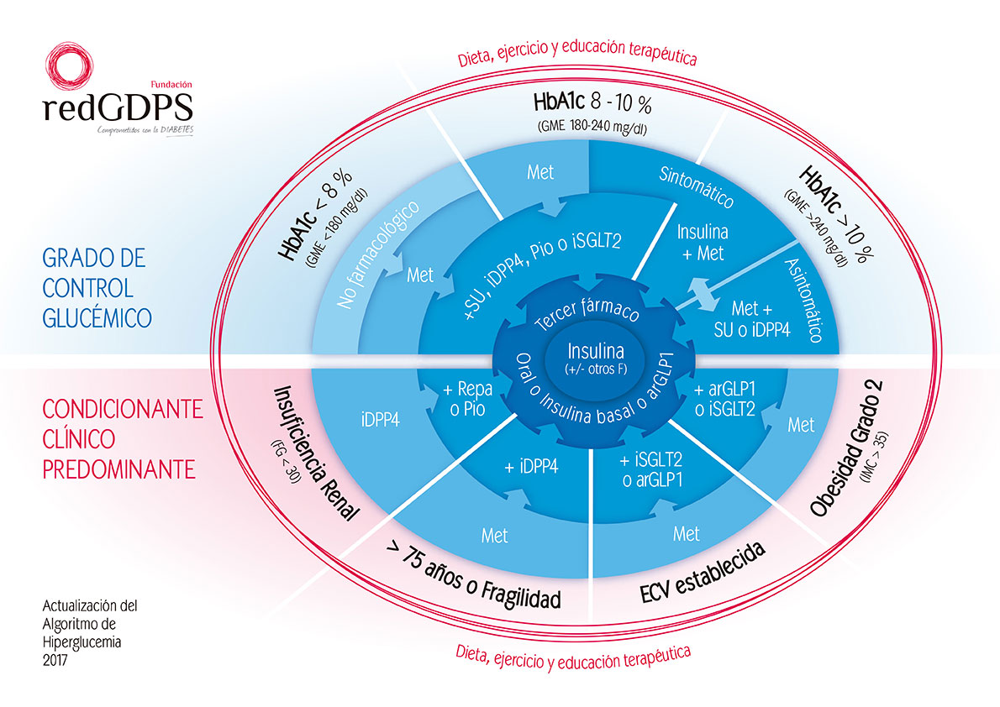 Fundación
redGDPS
Comprometidos con la DIABETES
Dieta, ejercicio y educación terapéutica
HbA1c 8 - 10 %
(GME 180-240 mg/dl)
HbA1c < 8 %
(GME <180 mg/dl)
HbA1c > 10 %
(GME >240 mg/dl)
GRADO DE
CONTROL
GLUCÉMICO
No farmacológico
Met
Met
+SU, iDPP4, Pio o iSGLT2
Sintomático
Insulina
+ Met
Asintomático
Met +
SU o iDPP4
Tercer fármaco
Insulina
(+/- otros F)
Oral o Insulina basal o arGLP1
CONDICIONANTE
CLÍNICO
PREDOMINANTE
Insuficiencia Renal
(FG < 30)
iDPP4
+ Repa
o Pio
> 75 años o Fragilidad
Met
+ iDPP4
ECV establecida
Met
+ iSGLT2
o arGLP1
Obesidad Grado 2
(IMC > 35)
Met
+ arGLP1
o iSGLT2
Actualización del
Algoritmo de
Hiperglucemia
2017
Dieta, ejercicio y educación terapéutica